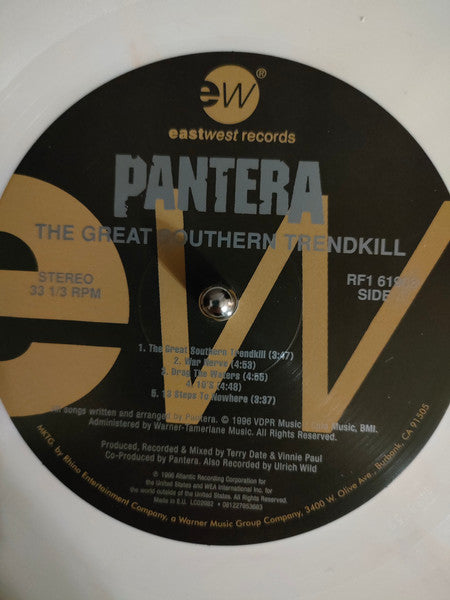 ew®
eastwest records
PANTERA
THE GREAT SOUTHERN TRENDKILL
STEREO
33 1/3 RPM
RF1
SIDE
1. The Great Southern Trendkill (3:47)
2. War Nerve (4:53)
3. Drag The Waters (4:55)
4. 10'S (4:48)
5. 13 Steps To Nowhere (3:37)
songs written and arranged by Pantera. © 1996 VDPR Music / Cota Music, BMI.
Administered by Warner-Tamerlane Music. All Rights Reserved.
Produced, Recorded & Mixed by Terry Date & Vinnie Paul
Co-Produced by Pantera. Also Recorded by Ulrich Wild
℗ 1996 Atlantic Recording Corporation for
the United States and WEA International Inc. for
the world outside of the United States. All Rights Reserved.
Made in E.U. LC02982 • 081227953683
MKTG. by Rhino Entertainment Company, a Warner Music Group Company, 3400 W. Olive Ave., Burbank, CA 91505